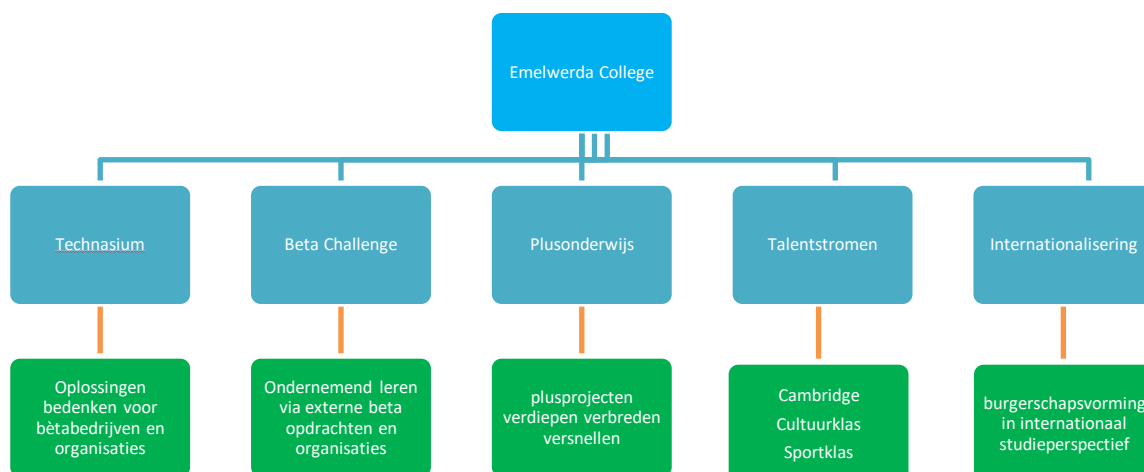 Emelwerda College
Technasium
Beta Challenge
Plusonderwijs
Talentstromen
Internationalisering
Oplossingen
bedenken voor
bètabedrijven en
organisaties
Ondernemend leren
via externe beta
opdrachten en
organisaties
plusprojecten
verdiepen verbreden
versnellen
Cambridge
Cultuurklas
Sportklas
burgerschapsvorming
in internationaal
studieperspectief